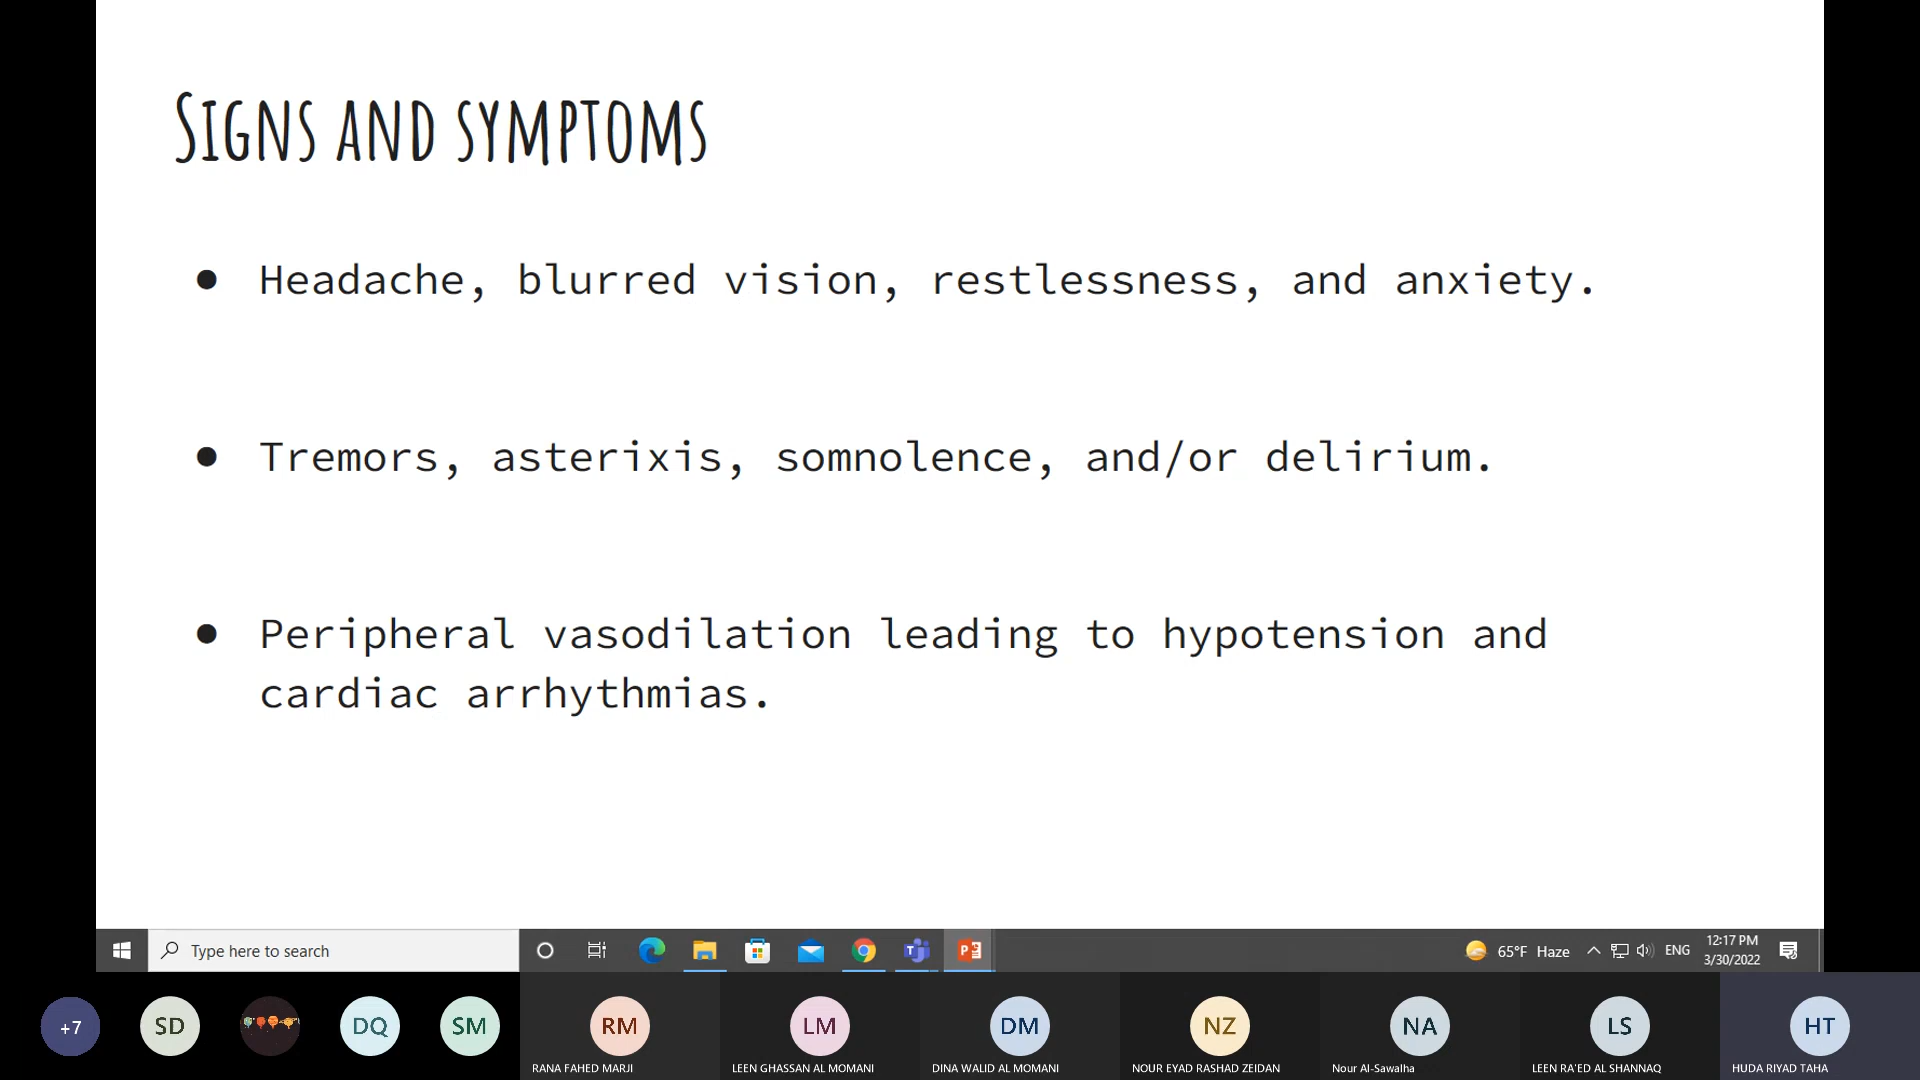 Signs and symptoms
● Headache, blurred vision, restlessness, and anxiety.
● Tremors, asterixis, somnolence, and/or delirium.
● Peripheral vasodilation leading to hypotension and
cardiac arrhythmias.
Type here to search
65°F Haze
ENG
12:17 PM
3/30/2022
+7
SD
DQ
SM
RM
LM
DM
NZ
NA
LS
HT
RANA FAHED MARJI
LEEN GHASSAN AL MOMANI
DINA WALID AL MOMANI
NOUR EYAD RASHAD ZEIDAN
Nour Al-Sawalha
LEEN RA'ED AL SHANNAQ
HUDA RIYAD TAHA